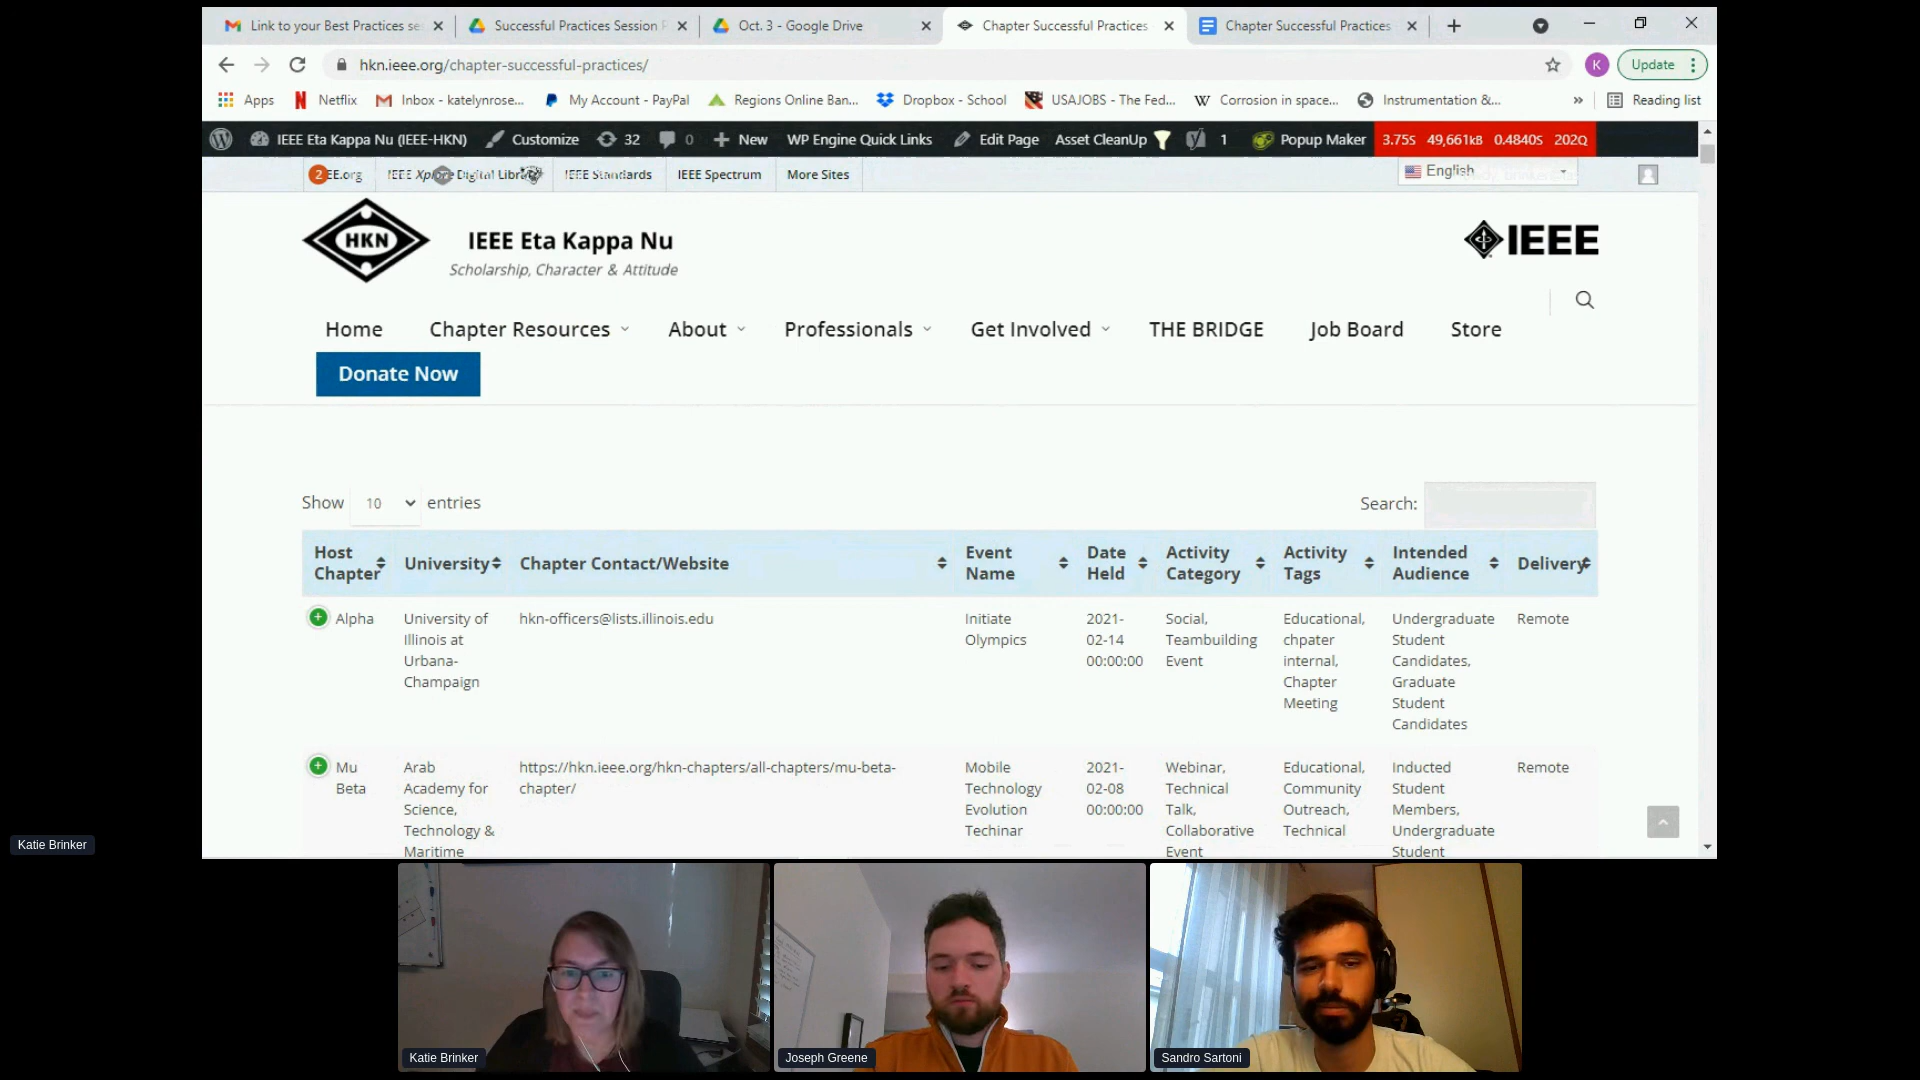 Link to your Best Practices se
Successful Practices Session P
Oct. 3 - Google Drive
Chapter Successful Practices
Chapter Successful Practices
hkn.ieee.org/chapter-successful-practices/
K
Update
Apps
Netflix
Inbox - katelynrose...
My Account - PayPal
Regions Online Ban...
Dropbox - School
USAJOBS - The Fed...
Corrosion in space...
Instrumentation &...
»
Reading list
IEEE Eta Kappa Nu (IEEE-HKN)
Customize
32
0
New
WP Engine Quick Links
Edit Page
Asset CleanUp
1
Popup Maker
3.75S 49,661KB 0.4840S 202Q
2
EE.org
IEEE Xplore Digital Library
IEEE Standards
IEEE Spectrum
More Sites
English
HKN
IEEE Eta Kappa Nu
Scholarship, Character & Attitude
IEEE
Home
Chapter Resources
About
Professionals
Get Involved
THE BRIDGE
Job Board
Store
Donate Now
Show 10 entries
Search:
Host Chapter
University
Chapter Contact/Website
Event Name
Date Held
Activity Category
Activity Tags
Intended Audience
Delivery
Alpha
University of
Illinois at
Urbana-
Champaign
hkn-officers@lists.illinois.edu
Initiate
Olympics
2021-
02-14
00:00:00
Social,
Teambuilding
Event
Educational,
chpater
internal,
Chapter
Meeting
Undergraduate
Student
Candidates,
Graduate
Student
Candidates
Remote
Mu
Beta
Arab
Academy for
Science,
Technology &
Maritime
https://hkn.ieee.org/hkn-chapters/all-chapters/mu-beta-
chapter/
Mobile
Technology
Evolution
Techinar
2021-
02-08
00:00:00
Webinar,
Technical
Talk,
Collaborative
Event
Educational,
Community
Outreach,
Technical
Inducted
Student
Members,
Undergraduate
Student
Remote
Katie Brinker
Katie Brinker
Joseph Greene
Sandro Sartoni